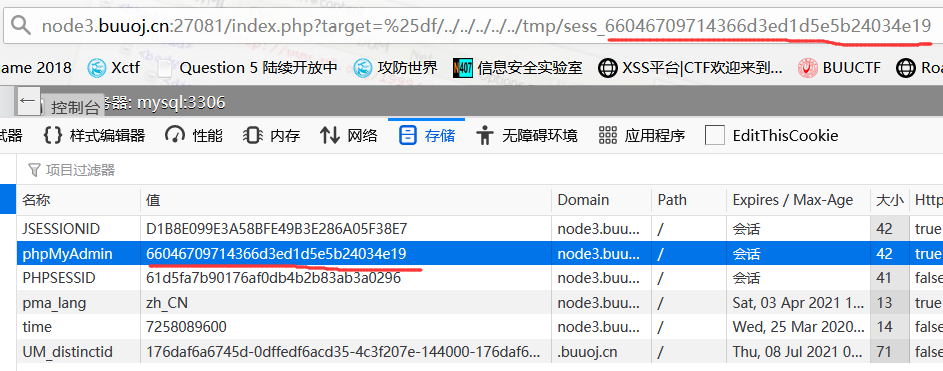 node3.buuoj.cn:27081/index.php?target=%25df/../../../../../tmp/sess_66046709714366d3ed1d5e5b24034e19
ame 2018 Xctf Question 5 陆续开放中 攻防世界 信息安全实验室 XSS平台|CTF欢迎来到... BUUCTF Roa
← 控制台 务器: mysql:3306
试器 样式编辑器 性能 内存 网络 存储 无障碍环境 应用程序 EditThisCookie
项目过滤器
名称 值 Domain Path Expires / Max-Age 大小 Http
JSESSIONID D1B8E099E3A58BFE49B3E286A05F38E7 node3.buu... / 会话 42 true
phpMyAdmin 66046709714366d3ed1d5e5b24034e19 node3.buu... / 会话 42 true
PHPSESSID 61d5fa7b90176af0db4b2b83ab3a0296 node3.buu... / 会话 41 false
pma_lang zh_CN node3.buu... / Sat, 03 Apr 2021 1... 13 true
time 7258089600 node3.buu... / Wed, 25 Mar 2020... 14 false
UM_distinctid 176daf6a6745d-0dffedf6acd35-4c3f207e-144000-176daf6... .buuoj.cn / Thu, 08 Jul 2021 0... 71 false